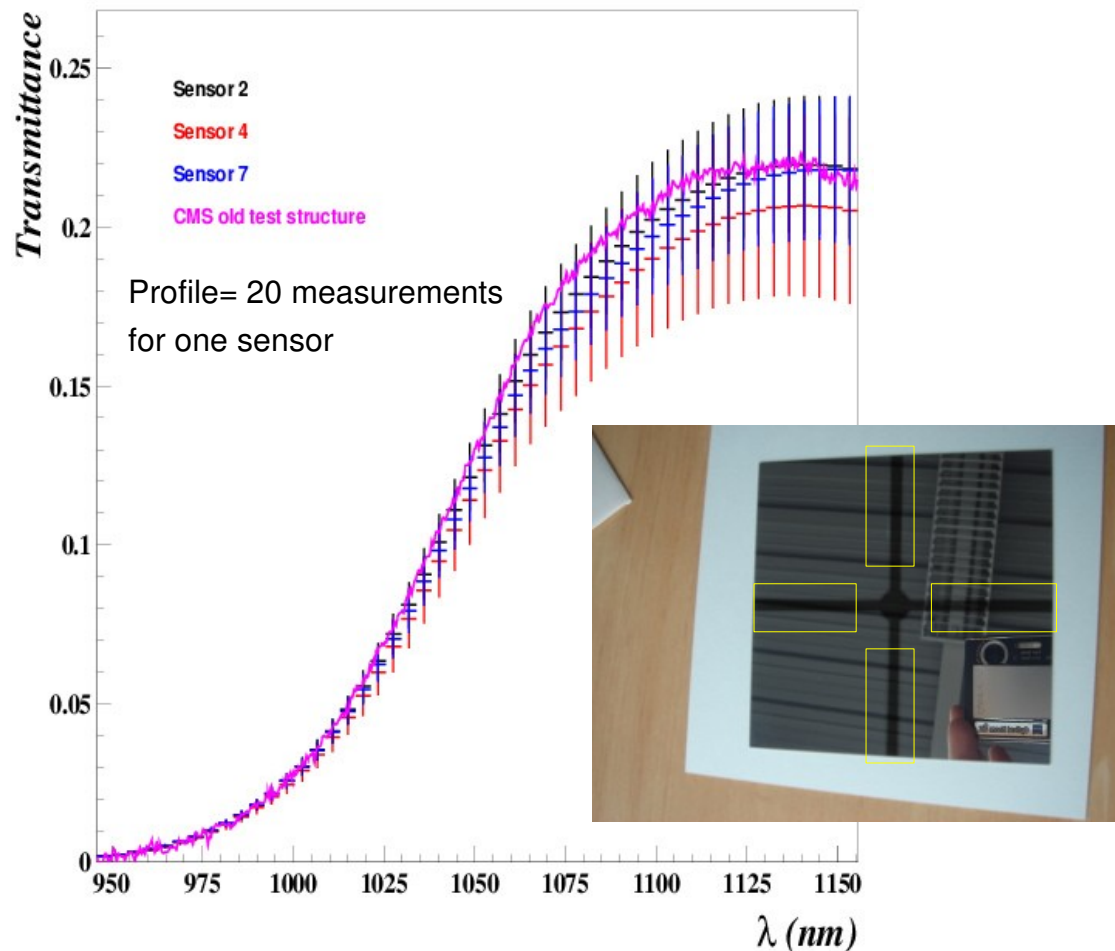 Transmittance
0.25
0.2
0.15
0.1
0.05
0
Sensor 2
Sensor 4
Sensor 7
CMS old test structure
Profile= 20 measurements
for one sensor
950 975 1000 1025 1050 1075 1100 1125 1150
λ (nm)